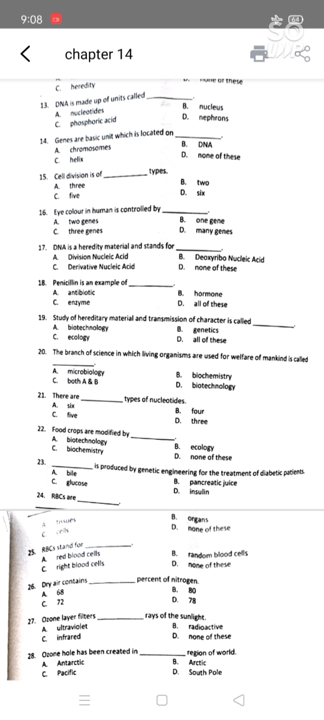 9:08
64
chapter 14
C. heredity D. none of these
13. DNA is made up of units called
A. nucleotides B. nucleus
C. phosphoric acid D. nephrons
14. Genes are basic unit which is located on
A. chromosomes B. DNA
C. helix D. none of these
15. Cell division is of types.
A. three B. two
C. five D. six
16. Eye colour in human is controlled by
A. two genes B. one gene
C. three genes D. many genes
17. DNA is a heredity material and stands for
A. Division Nucleic Acid B. Deoxyribo Nucleic Acid
C. Derivative Nucleic Acid D. none of these
18. Penicillin is an example of
A. antibiotic B. hormone
C. enzyme D. all of these
19. Study of hereditary material and transmission of character is called
A. biotechnology B. genetics
C. ecology D. all of these
20. The branch of science in which living organisms are used for welfare of mankind is called
A. microbiology B. biochemistry
C. both A & B D. biotechnology
21. There are types of nucleotides.
A. six B. four
C. five D. three
22. Food crops are modified by
A. biotechnology B. ecology
C. biochemistry D. none of these
23. is produced by genetic engineering for the treatment of diabetic patients.
A. bile B. pancreatic juice
C. glucose D. insulin
24. RBCs are
A. tissues B. organs
C. cells D. none of these
25. RBCs stand for
A. red blood cells B. random blood cells
C. right blood cells D. none of these
26. Dry air contains percent of nitrogen.
A. 68 B. 80
C. 72 D. 78
27. Ozone layer filters rays of the sunlight.
A. ultraviolet B. radioactive
C. infrared D. none of these
28. Ozone hole has been created in region of world.
A. Antarctic B. Arctic
C. Pacific D. South Pole